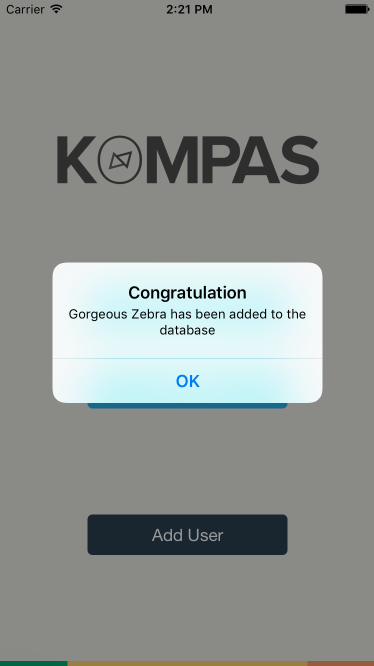 Carrier 2:21 PM
KOMPAS
Congratulation
Gorgeous Zebra has been added to the
database
OK
Add User